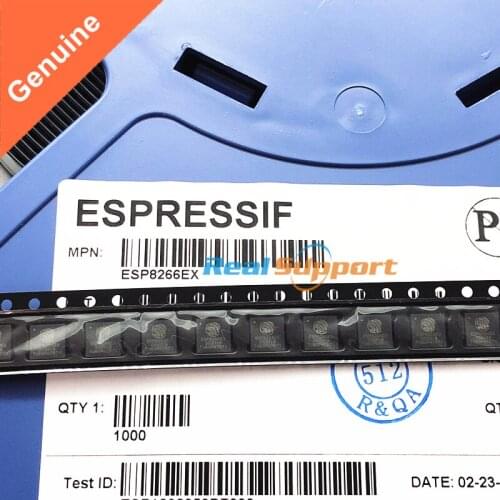 Genuine
ESPRESSIF
MPN:
ESP8266EX
Real Support
512
R&QA
QTY 1:
1000
Test ID:
DATE: 02-23-